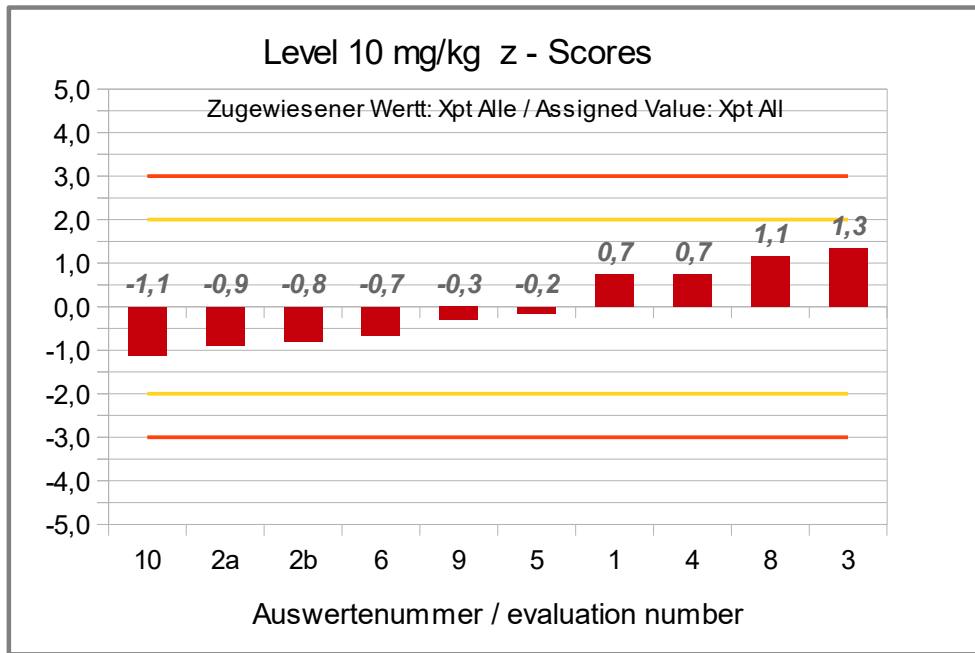 Level 10 mg/kg z - Scores
Zugewiesener Wertt: Xpt Alle / Assigned Value: Xpt All
5,0
4,0
3,0
2,0
1,0
0,0
-1,0
-2,0
-3,0
-4,0
-5,0
-1,1 -0,9 -0,8 -0,7 -0,3 -0,2 0,7 0,7 1,1 1,3
10 2a 2b 6 9 5 1 4 8 3
Auswertenummer / evaluation number